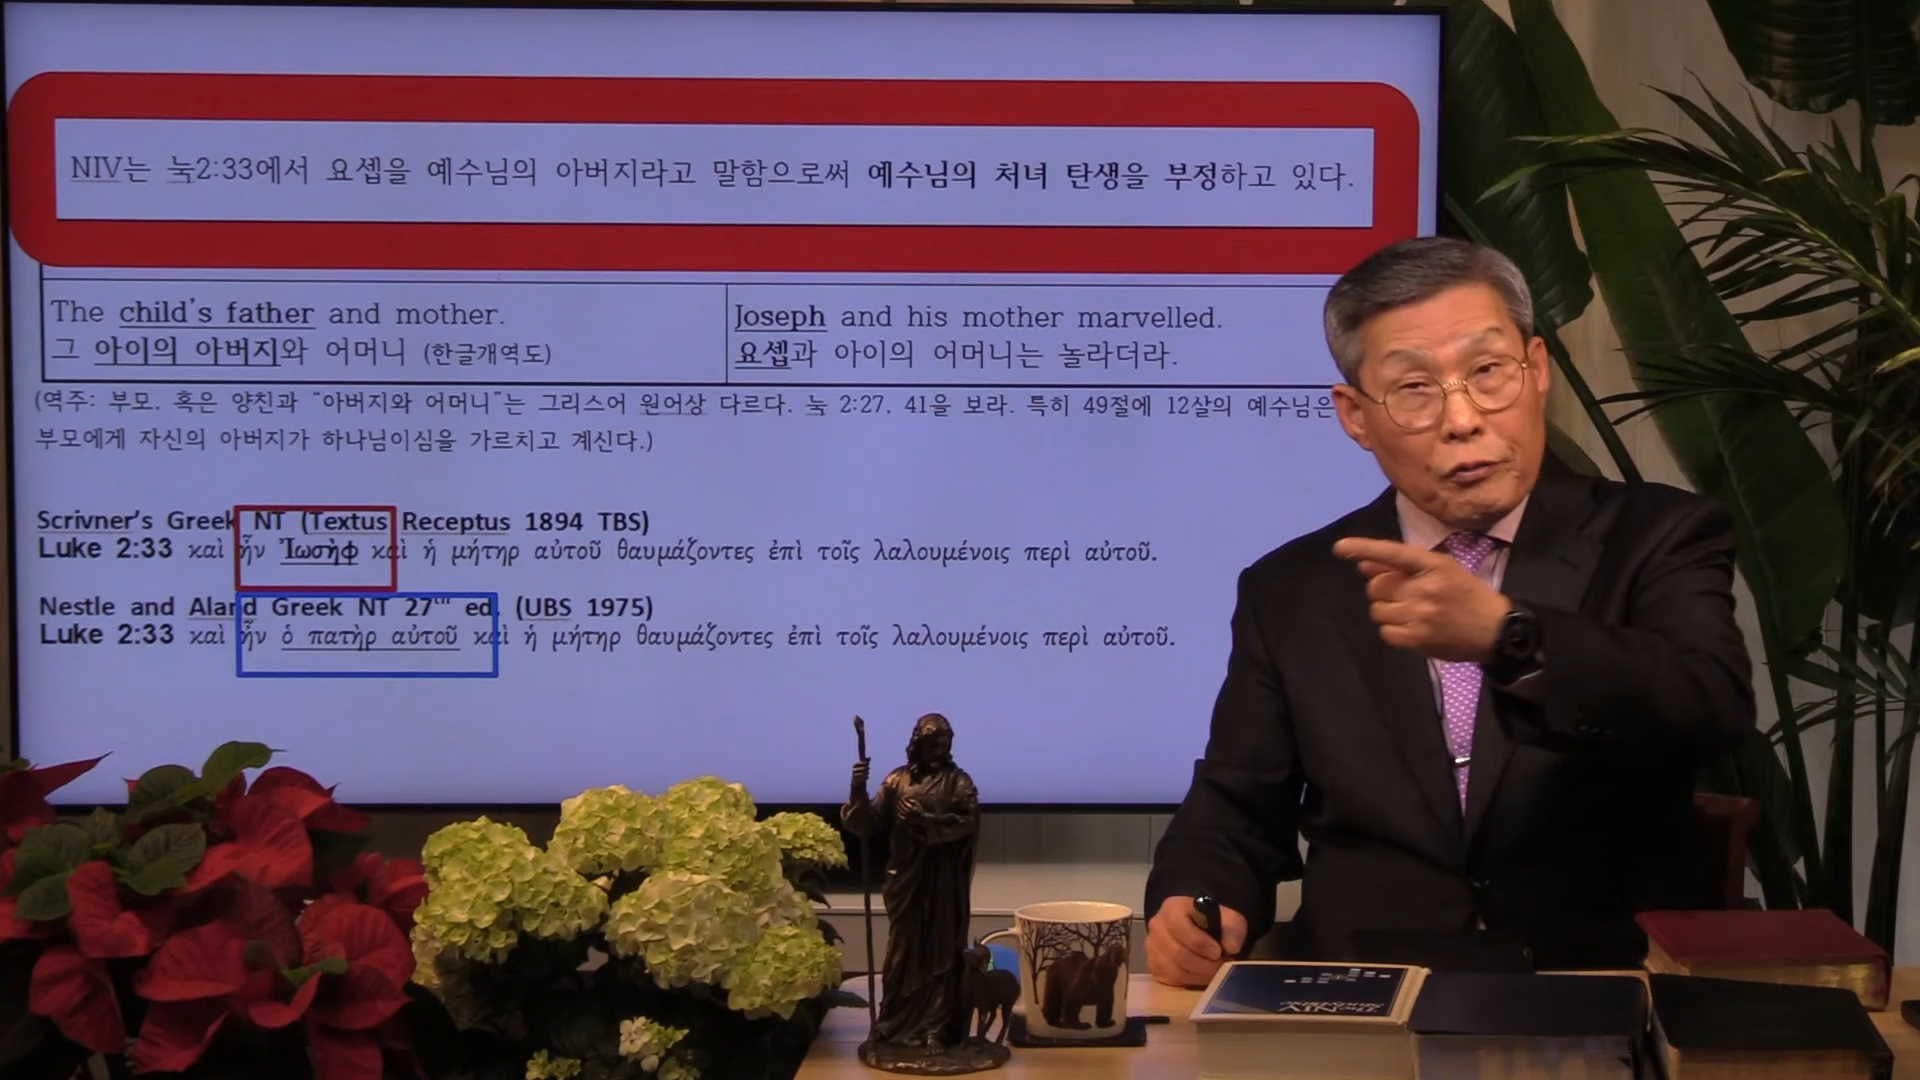 NIV는 눅2:33에서 요셉을 예수님의 아버지라고 말함으로써 예수님의 처녀 탄생을 부정하고 있다.
The child's father and mother.
그 아이의 아버지와 어머니 (한글개역도)
Joseph and his mother marvelled.
요셉과 아이의 어머니는 놀라더라.
(역주: 부모, 혹은 양친과 "아버지와 어머니"는 그리스어 원어상 다르다. 눅 2:27, 41을 보라. 특히 49절에 12살의 예수님은
부모에게 자신의 아버지가 하나님이심을 가르치고 계신다.)
Scrivner's Greek NT (Textus Receptus 1894 TBS)
Luke 2:33 καὶ ἦν Ἰωσὴφ καὶ ἡ μήτηρ αὐτοῦ θαυμάζοντες ἐπὶ τοῖς λαλουμένοις περὶ αὐτοῦ.
Nestle and Aland Greek NT 27th ed. (UBS 1975)
Luke 2:33 καὶ ἦν ὁ πατὴρ αὐτοῦ καὶ ἡ μήτηρ θαυμάζοντες ἐπὶ τοῖς λαλουμένοις περὶ αὐτοῦ.
NIV